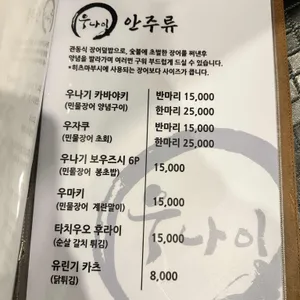 우나이 안주류
관동식 장어덮밥으로, 숯불에 초벌한 장어를 쪄낸후
양념을 발라가며 여러번 구워 부드럽게 드실 수 있습니다.
*히츠마부시에 사용되는 장어보다 사이즈가 큽니다.
우나기 카바야키 반마리 15,000
(민물장어 양념구이) 한마리 25,000
우자쿠 반마리 15,000
(민물장어 초회) 한마리 25,000
우나기 보우즈시 6P
(민물장어 봉초밥) 15,000
우마키
(민물장어 계란말이) 15,000
타치우오 후라이
(순살 갈치 튀김) 15,000
유린기 카츠
(닭튀김) 8,000
우나이